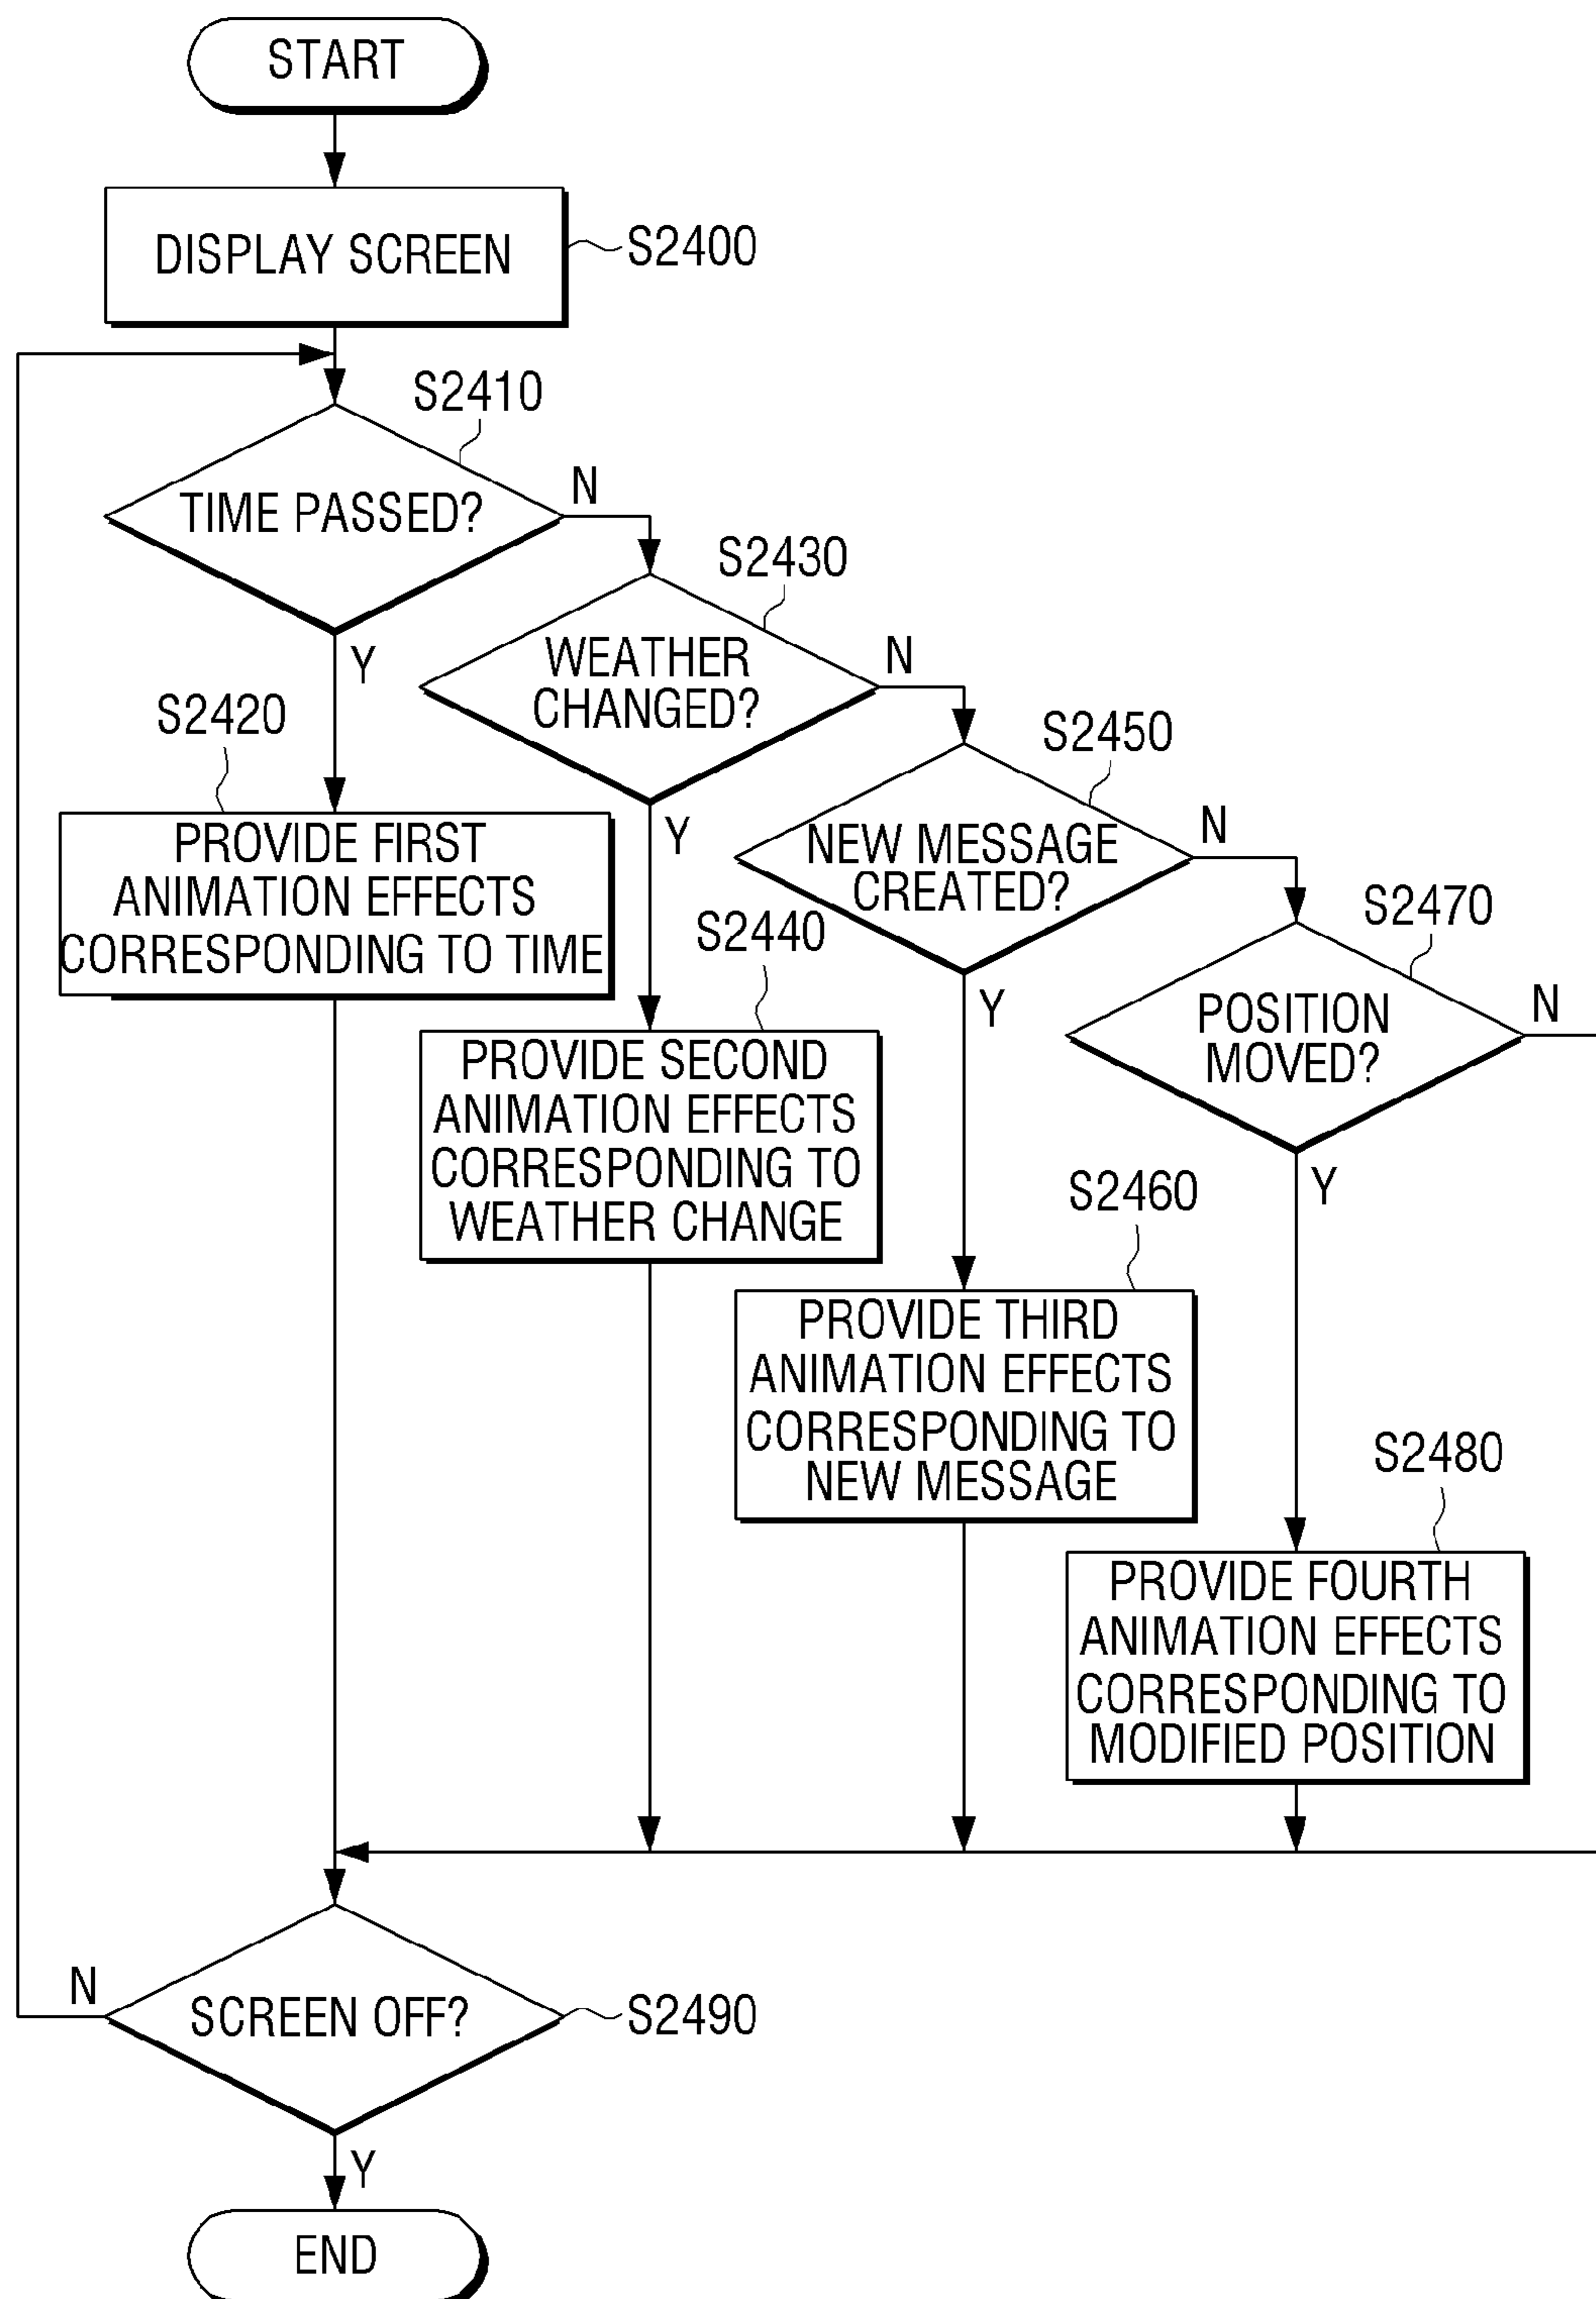 START
DISPLAY SCREEN
S2400
S2410
TIME PASSED?
N
Y
S2430
WEATHER
CHANGED?
N
Y
S2420
PROVIDE FIRST
ANIMATION EFFECTS
CORRESPONDING TO TIME
S2450
NEW MESSAGE
CREATED?
N
Y
S2440
PROVIDE SECOND
ANIMATION EFFECTS
CORRESPONDING TO
WEATHER CHANGE
S2470
POSITION
MOVED?
N
Y
S2460
PROVIDE THIRD
ANIMATION EFFECTS
CORRESPONDING TO
NEW MESSAGE
S2480
PROVIDE FOURTH
ANIMATION EFFECTS
CORRESPONDING TO
MODIFIED POSITION
N
SCREEN OFF?
S2490
Y
END